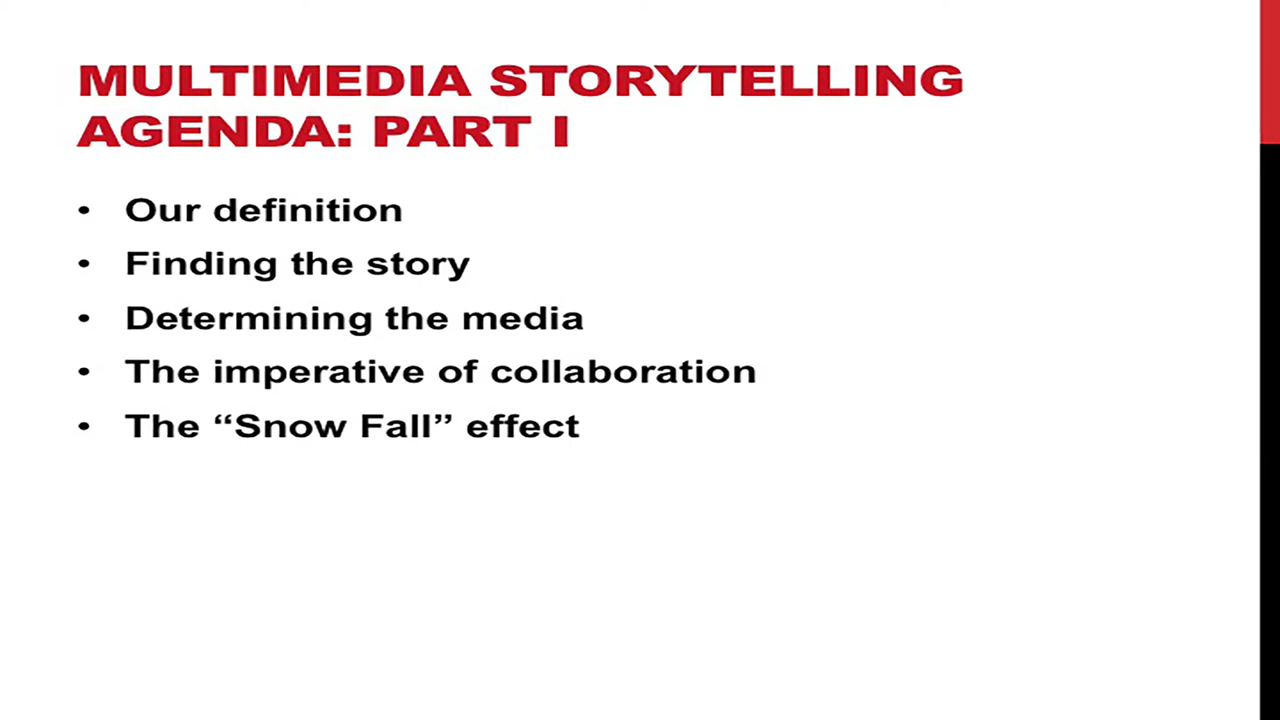 MULTIMEDIA STORYTELLING
AGENDA: PART I
• Our definition
• Finding the story
• Determining the media
• The imperative of collaboration
• The “Snow Fall” effect